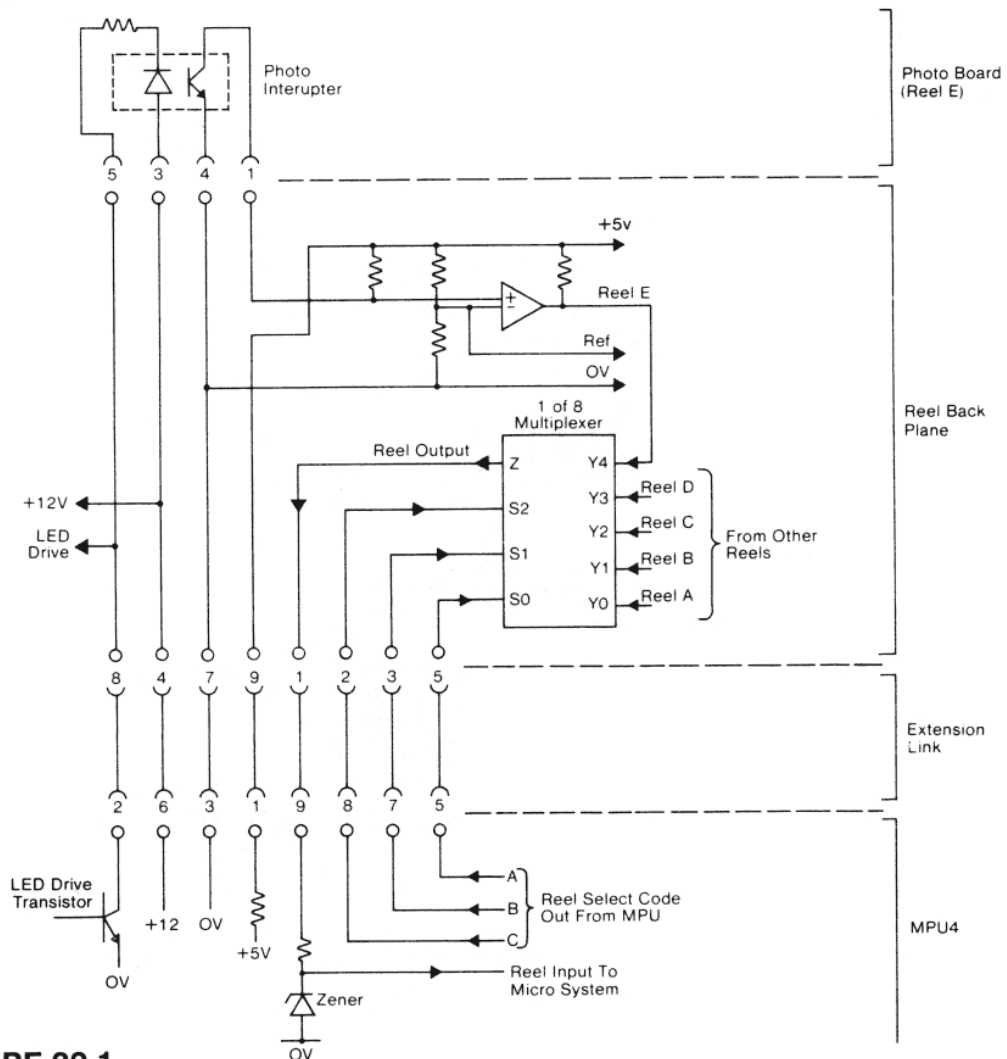 Photo
Interupter
Photo Board
(Reel E)
5 3 4 1
+5v
+
-
Reel E
Ref
OV
1 of 8
Multiplexer
Reel Output
Z Y4
+12V
LED
Drive
S2 Y3 Reel D
Y2 Reel C
S1 Y1 Reel B
S0 Y0 Reel A
From Other
Reels
Reel Back
Plane
8 4 7 9 1 2 3 5
Extension
Link
2 6 3 1 9 8 7 5
LED Drive
Transistor
OV
+12
OV
+5V
A
B
C
Reel Select Code
Out From MPU
MPU4
Reel Input To
Micro System
Zener
OV